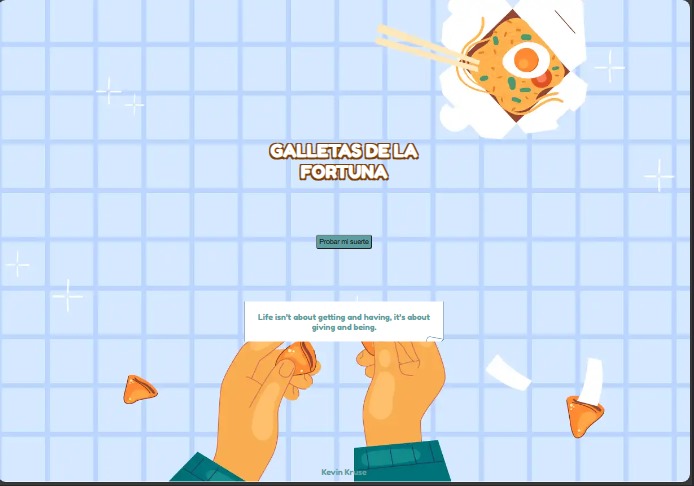 GALLETAS DE LA
FORTUNA
Probar mi suerte
Life isn't about getting and having, it's about
giving and being.
Kevin Kruse